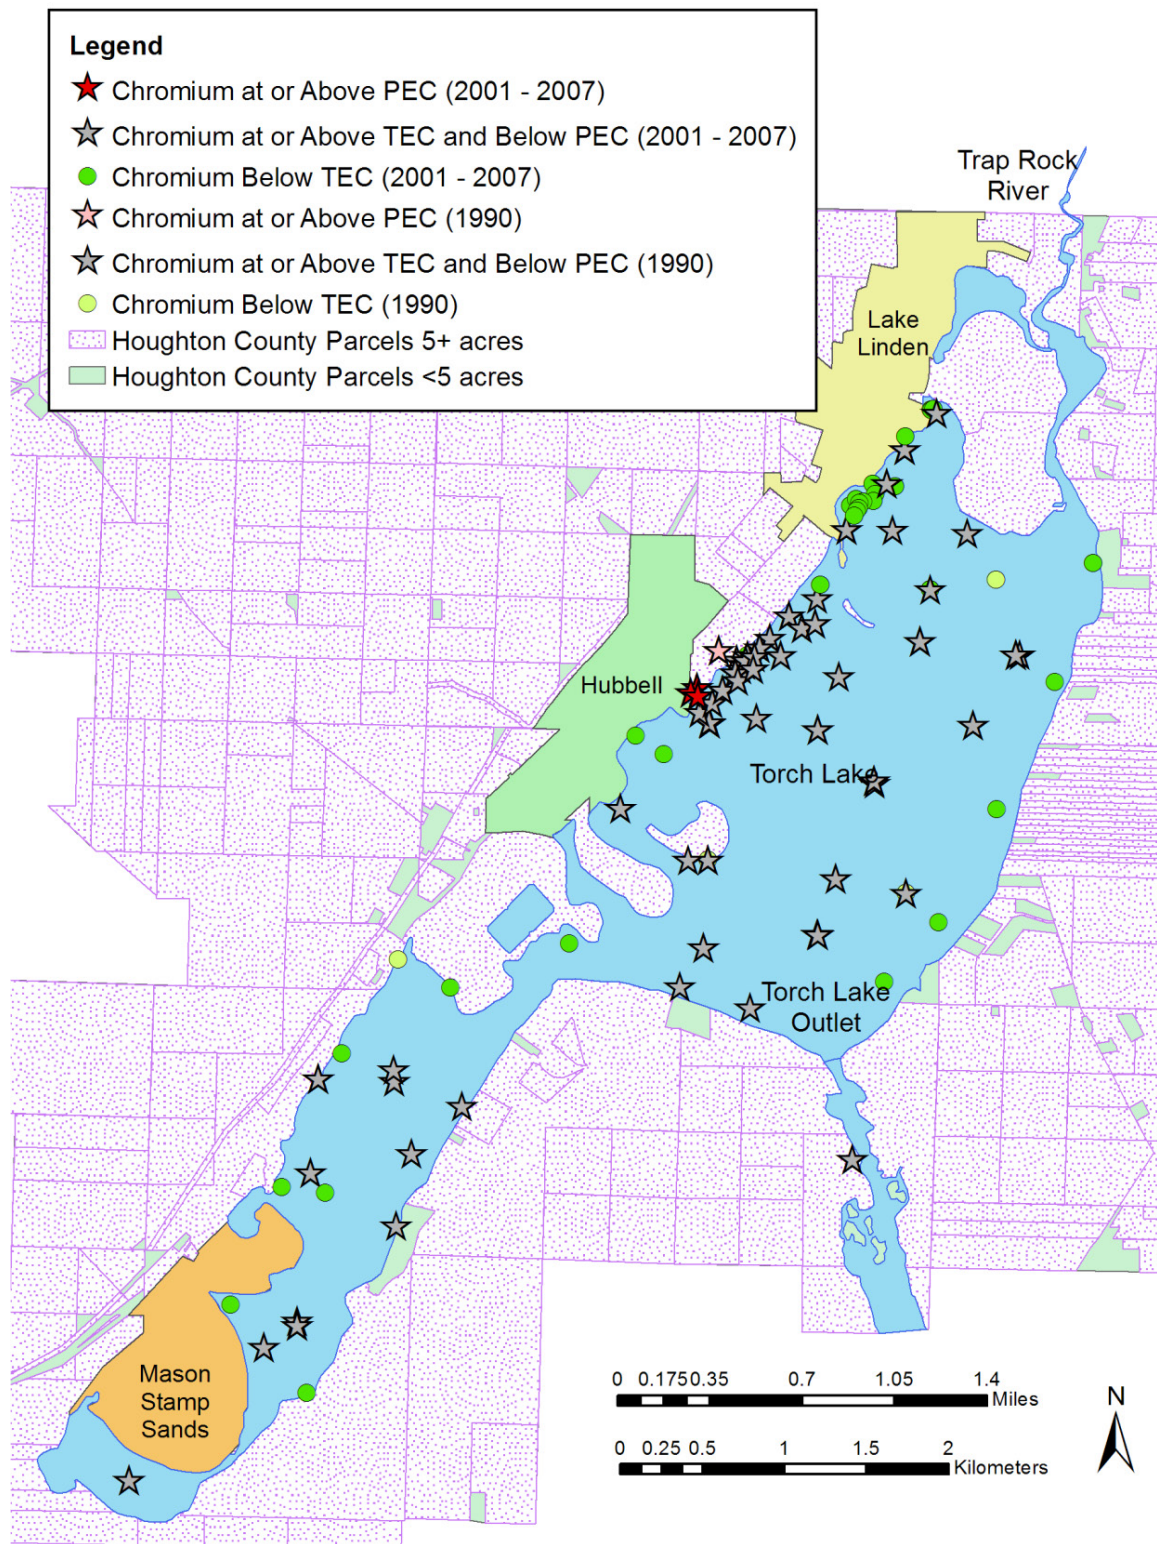 Legend
Chromium at or Above PEC (2001 - 2007)
Chromium at or Above TEC and Below PEC (2001 - 2007)
Chromium Below TEC (2001 - 2007)
Chromium at or Above PEC (1990)
Chromium at or Above TEC and Below PEC (1990)
Chromium Below TEC (1990)
Houghton County Parcels 5+ acres
Houghton County Parcels <5 acres
Trap Rock
River
Lake
Linden
Hubbell
Torch Lake
Torch Lake
Outlet
Mason
Stamp
Sands
0 0.175 0.35 0.7 1.05 1.4
Miles
0 0.25 0.5 1 1.5 2
Kilometers
N